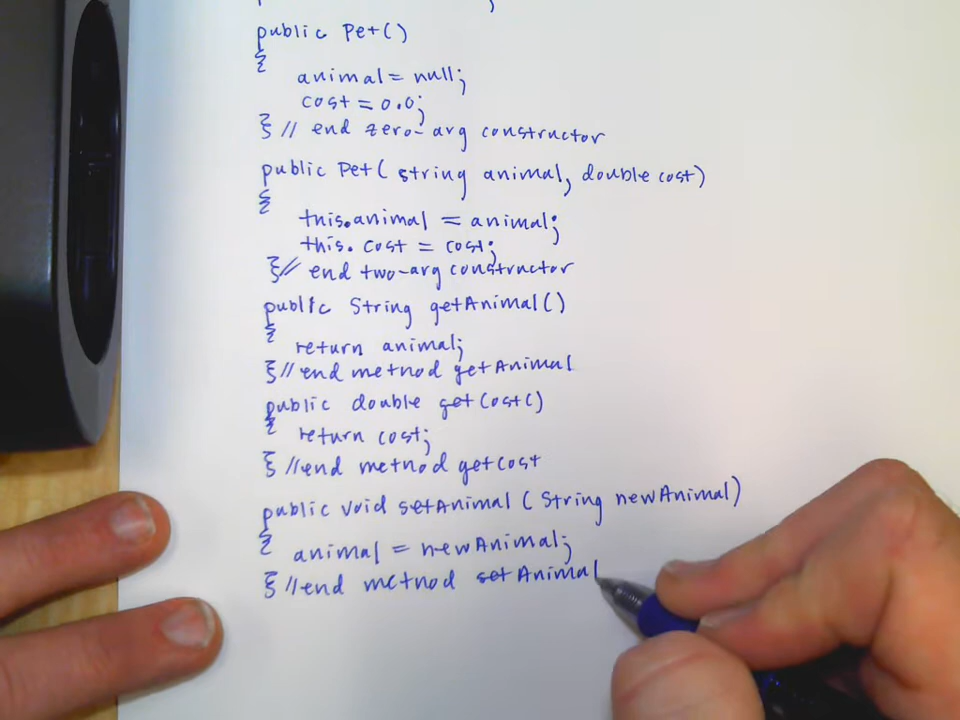 public Pet()
{
animal = null;
cost = 0.0;
} // end zero-arg constructor
public Pet( string animal, double cost)
{
this.animal = animal;
this. cost = cost;
} // end two-arg constructor
public String getAnimal()
{
return animal;
} // end method getAnimal
public double getCost()
{
return cost;
} //end method getCost
public void setAnimal ( String newAnimal)
{
animal = newAnimal;
} //end method setAnimal